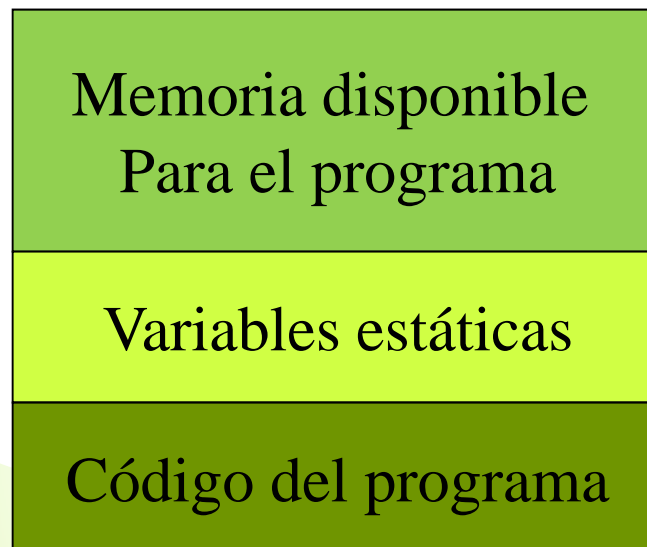 Memoria disponible
Para el programa
Variables estáticas
Código del programa